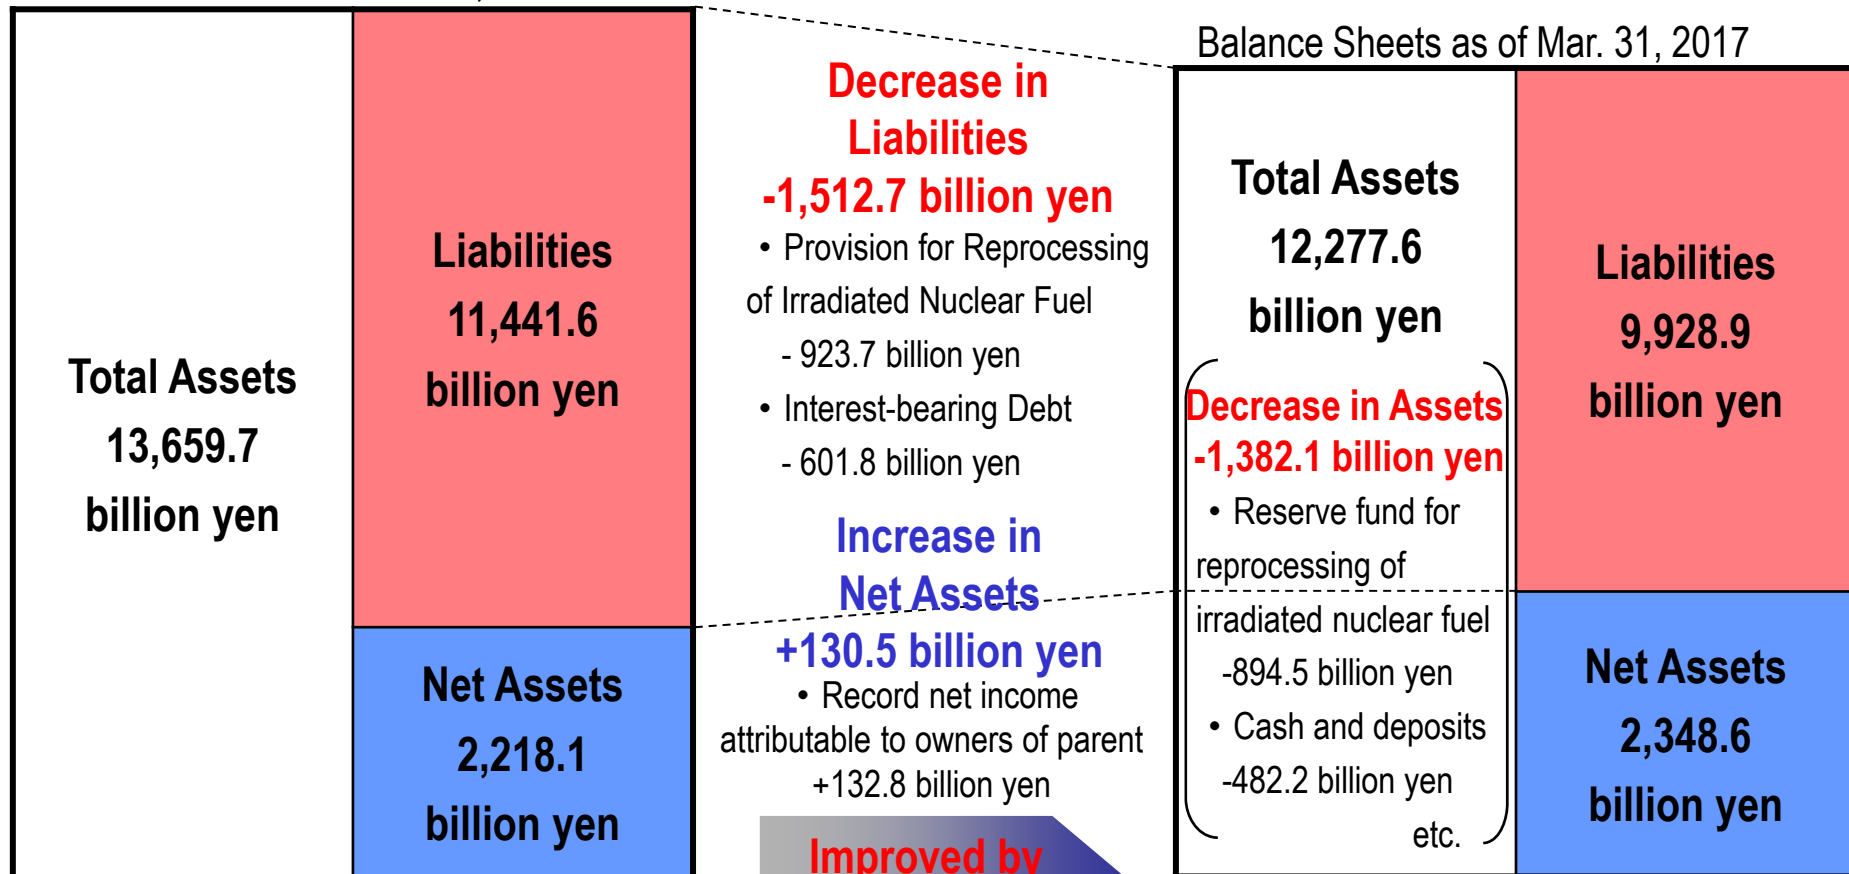 Total Assets
13,659.7
billion yen
Liabilities
11,441.6
billion yen
Net Assets
2,218.1
billion yen
Decrease in
Liabilities
-1,512.7 billion yen
• Provision for Reprocessing
of Irradiated Nuclear Fuel
- 923.7 billion yen
• Interest-bearing Debt
- 601.8 billion yen
Increase in
Net Assets
+130.5 billion yen
• Record net income
attributable to owners of parent
+132.8 billion yen
Improved by
Balance Sheets as of Mar. 31, 2017
Total Assets
12,277.6
billion yen
Decrease in Assets
-1,382.1 billion yen
• Reserve fund for
reprocessing of
irradiated nuclear fuel
-894.5 billion yen
• Cash and deposits
-482.2 billion yen
etc.
Liabilities
9,928.9
billion yen
Net Assets
2,348.6
billion yen